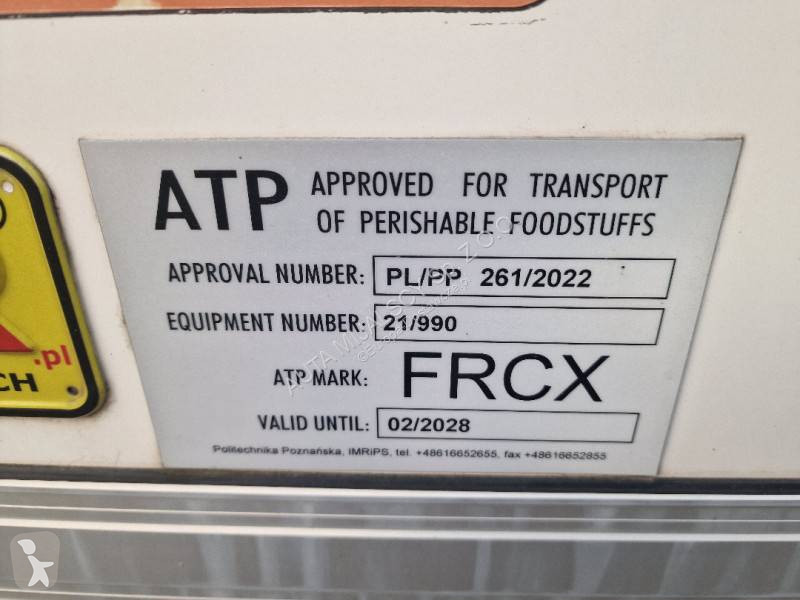 ATP APPROVED FOR TRANSPORT
OF PERISHABLE FOODSTUFFS
APPROVAL NUMBER: PL/PP 261/2022
EQUIPMENT NUMBER: 21/990
ATP MARK: FRCX
VALID UNTIL: 02/2028
Politechnika Poznańska, IMRiPS, tel. +48616652655, fax +48616652855
.pl
CH